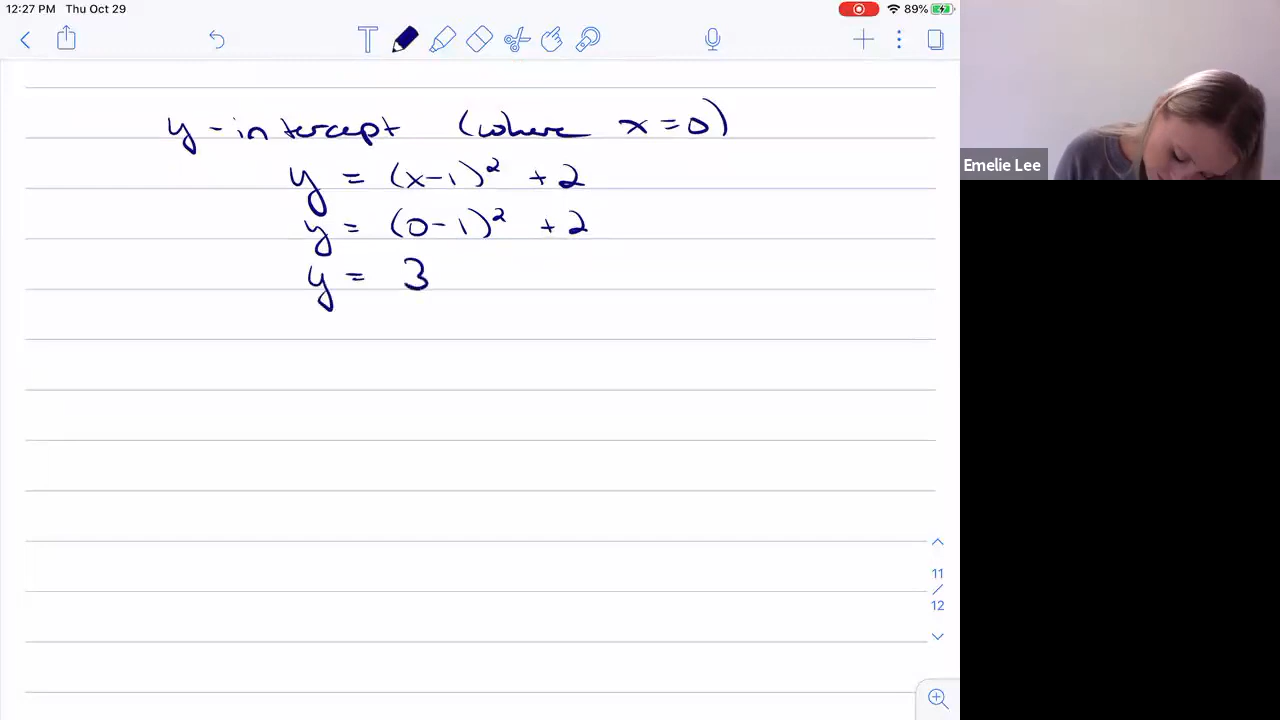 12:27 PM Thu Oct 29
89%
T
y-intercept (where x=0)
y = (x-1)² +2
y = (0-1)² +2
y = 3
11
/
12
Emelie Lee